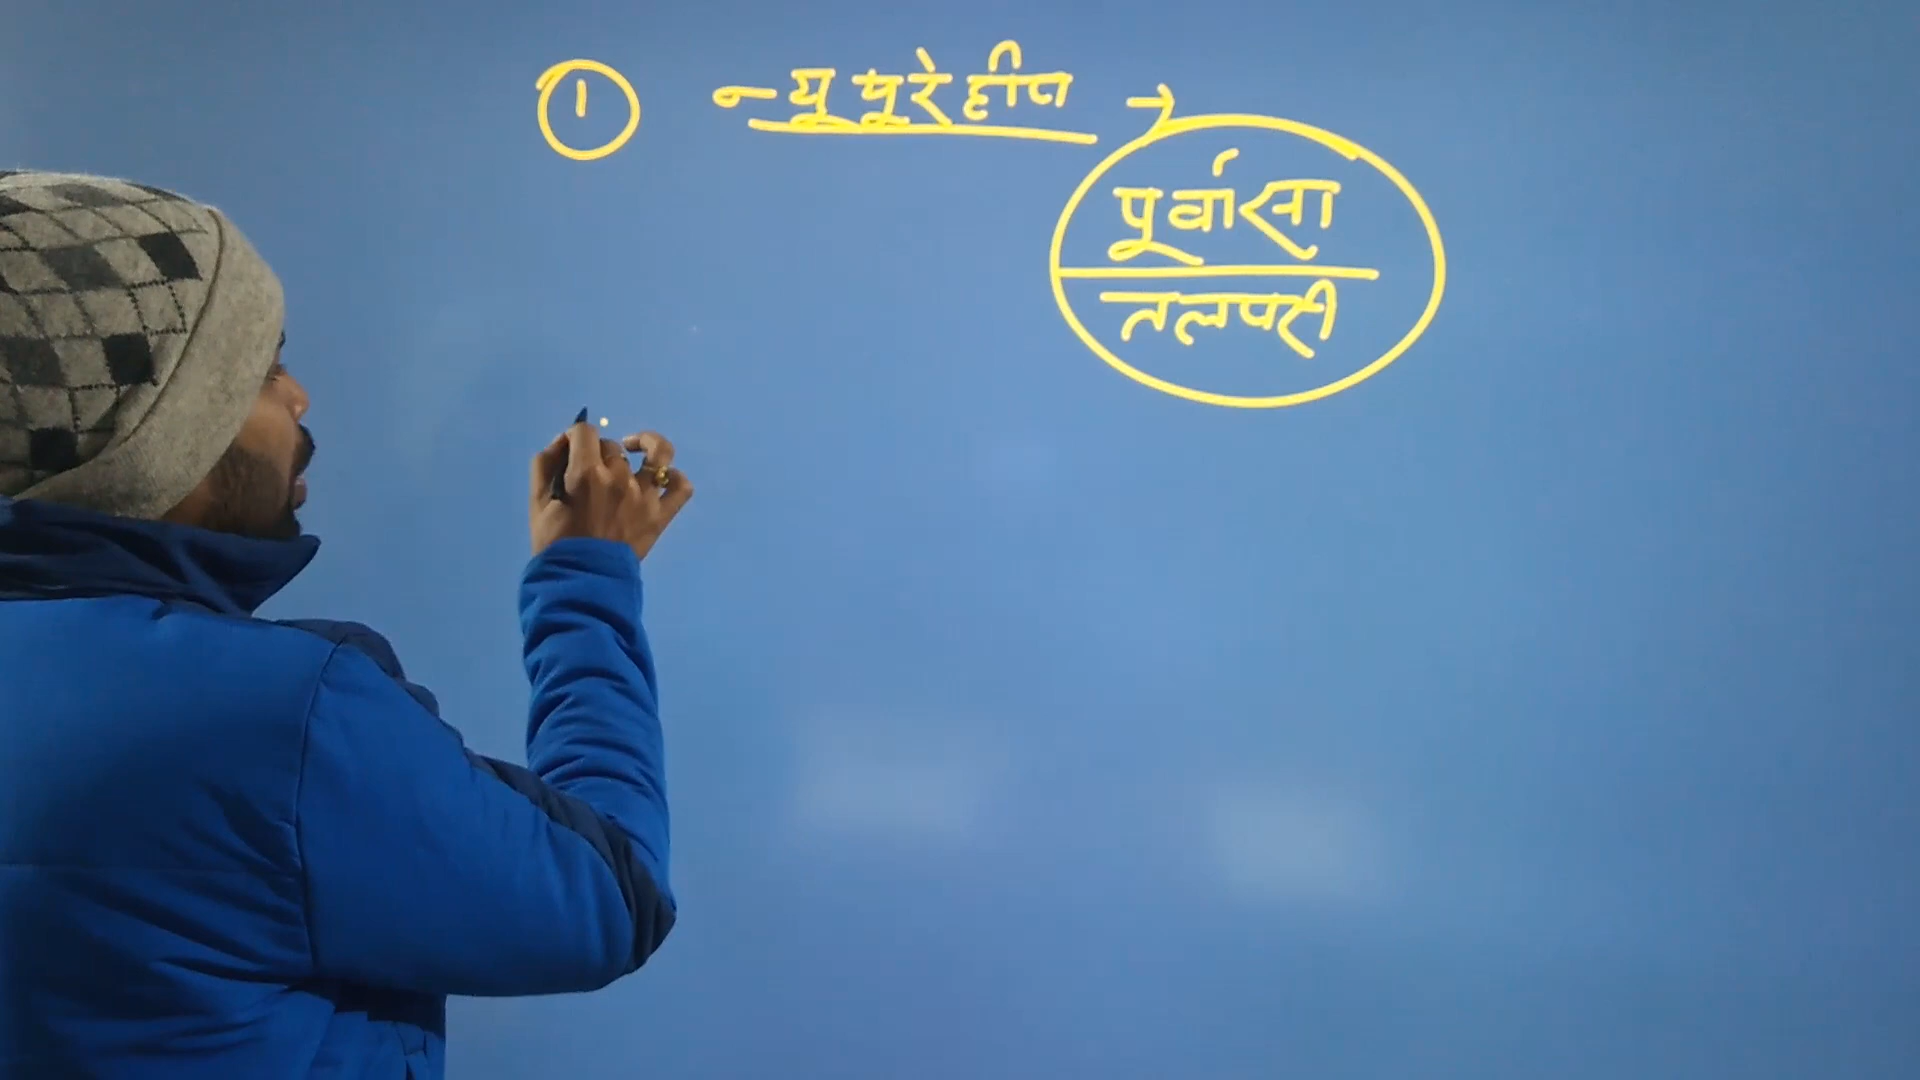 1 - यू यू रे हीत →
पूर्वाशा
तलपट्टी